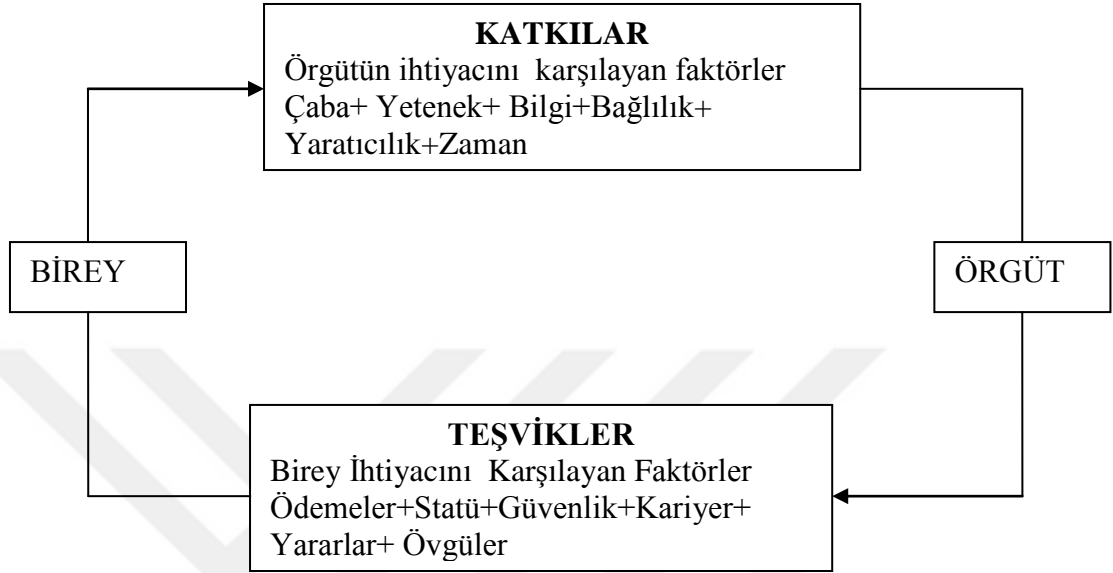 KATKILAR
Örgütün ihtiyacını karşılayan faktörler
Çaba+ Yetenek+ Bilgi+Bağlılık+
Yaratıcılık+Zaman
BİREY
ÖRGÜT
TEŞVİKLER
Birey İhtiyacını Karşılayan Faktörler
Ödemeler+Statü+Güvenlik+Kariyer+
Yararlar+ Övgüler